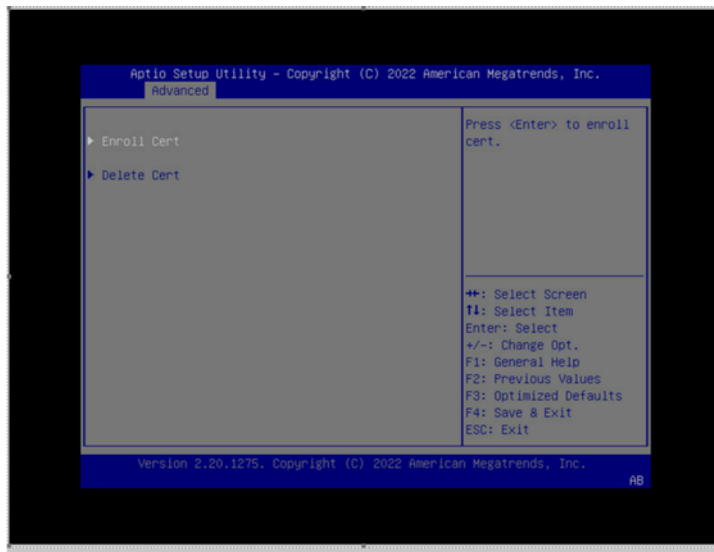 Aptio Setup Utility – Copyright (C) 2022 American Megatrends, Inc.
Advanced
Enroll Cert
Delete Cert
Press <Enter> to enroll
cert.
→←: Select Screen
↑↓: Select Item
Enter: Select
+/-: Change Opt.
F1: General Help
F2: Previous Values
F3: Optimized Defaults
F4: Save & Exit
ESC: Exit
Version 2.20.1275. Copyright (C) 2022 American Megatrends, Inc.
AB